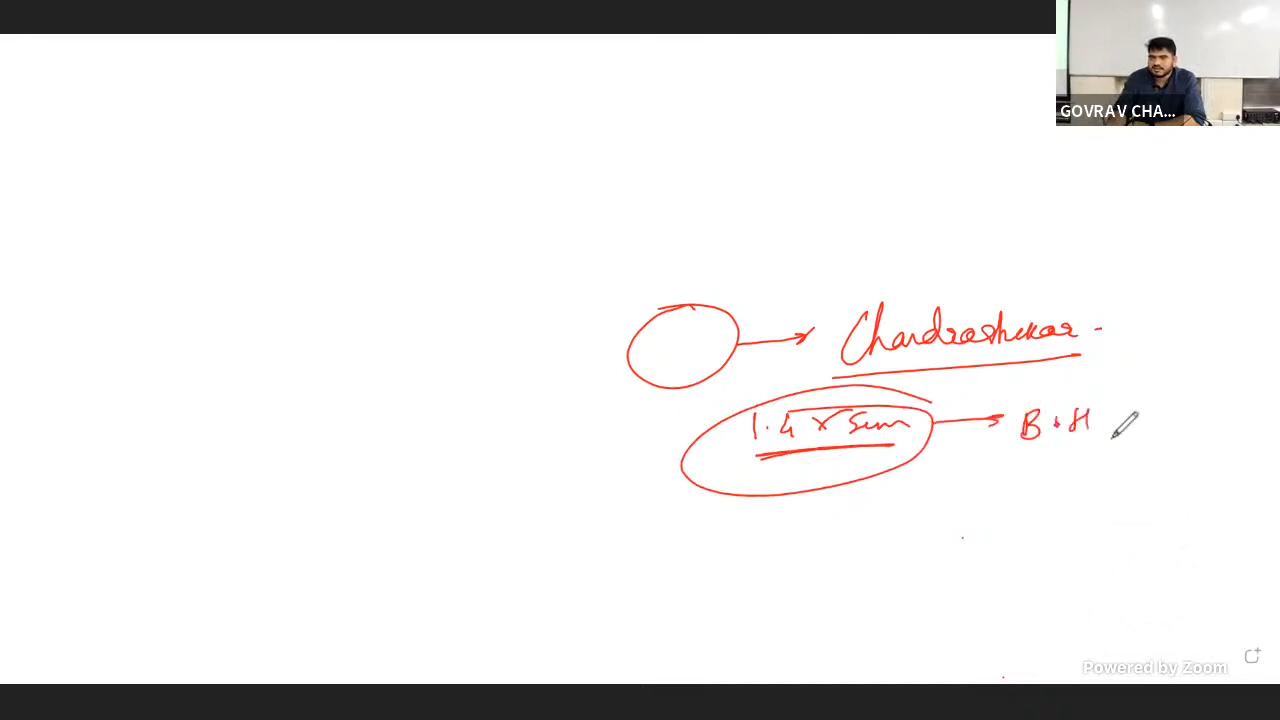 GOVRAV CHA...
Chandrashekar -
1.4 x Sun
B.H
Powered by Zoom